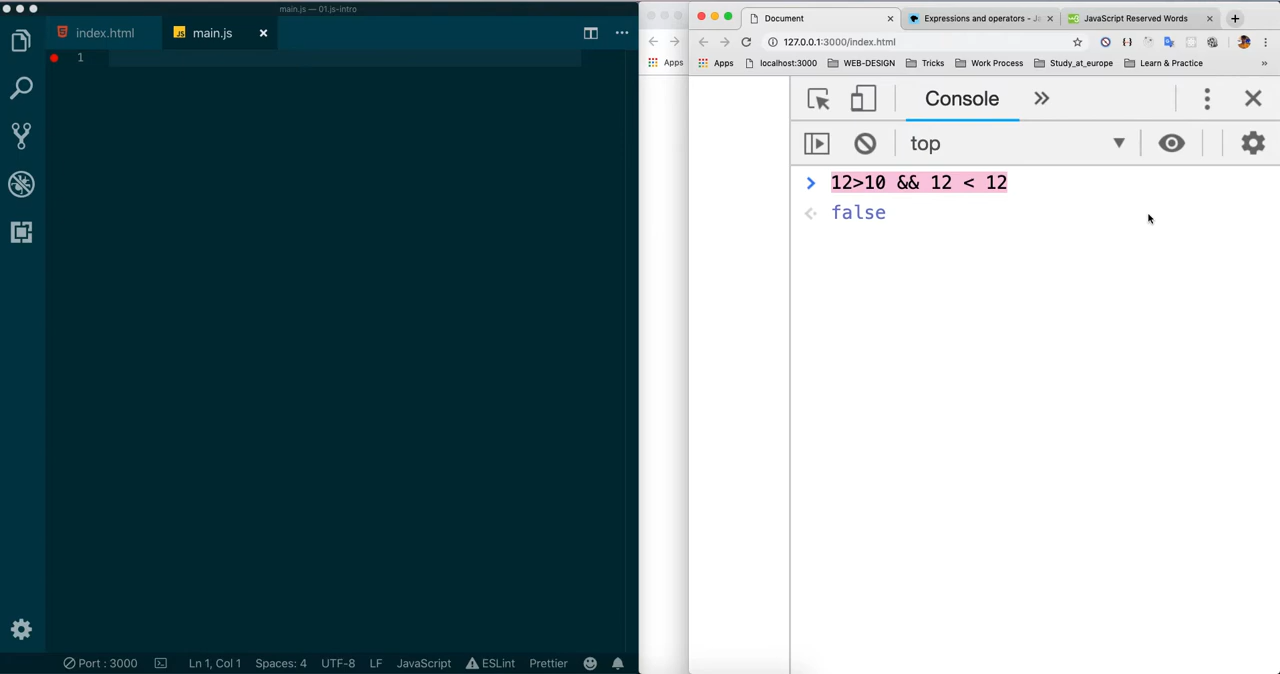 main.js — 01.js-intro
index.html
main.js
1
Port : 3000
Ln 1, Col 1
Spaces: 4
UTF-8
LF
JavaScript
ESLint
Prettier
Apps
Document
Expressions and operators - Ja
JavaScript Reserved Words
127.0.0.1:3000/index.html
Apps
localhost:3000
WEB-DESIGN
Tricks
Work Process
Study_at_europe
Learn & Practice
»
Console
top
> 12>10 && 12 < 12
false